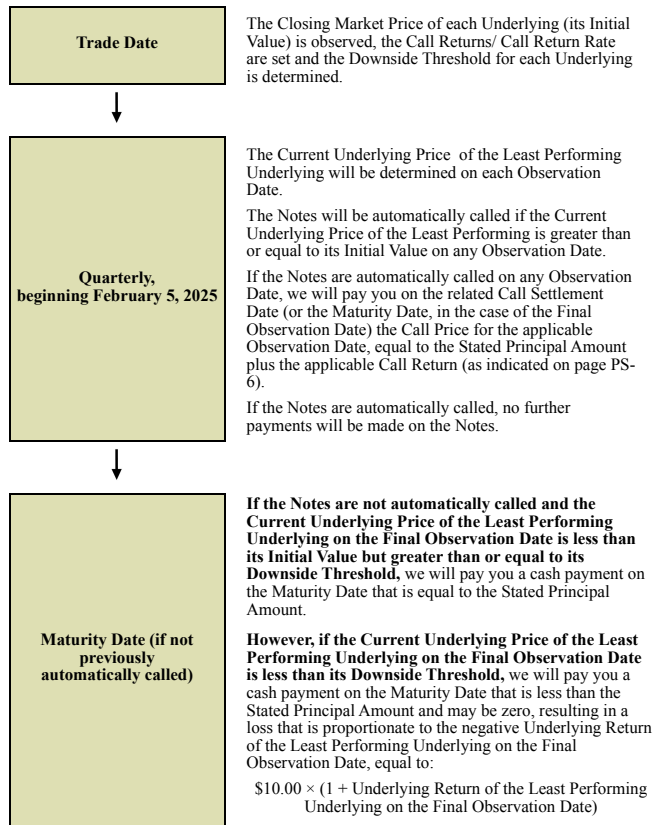 Trade Date
The Closing Market Price of each Underlying (its Initial
Value) is observed, the Call Returns/ Call Return Rate
are set and the Downside Threshold for each Underlying
is determined.
Quarterly,
beginning February 5, 2025
The Current Underlying Price  of the Least Performing
Underlying will be determined on each Observation
Date.
The Notes will be automatically called if the Current
Underlying Price of the Least Performing is greater than
or equal to its Initial Value on any Observation Date.
If the Notes are automatically called on any Observation
Date, we will pay you on the related Call Settlement
Date (or the Maturity Date, in the case of the Final
Observation Date) the Call Price for the applicable
Observation Date, equal to the Stated Principal Amount
plus the applicable Call Return (as indicated on page PS-
6).
If the Notes are automatically called, no further
payments will be made on the Notes.
Maturity Date (if not
previously
automatically called)
If the Notes are not automatically called and the
Current Underlying Price of the Least Performing
Underlying on the Final Observation Date is less than
its Initial Value but greater than or equal to its
Downside Threshold, we will pay you a cash payment on
the Maturity Date that is equal to the Stated Principal
Amount.
However, if the Current Underlying Price of the Least
Performing Underlying on the Final Observation Date
is less than its Downside Threshold, we will pay you a
cash payment on the Maturity Date that is less than the
Stated Principal Amount and may be zero, resulting in a
loss that is proportionate to the negative Underlying Return
of the Least Performing Underlying on the Final
Observation Date, equal to:
$10.00 × (1 + Underlying Return of the Least Performing
Underlying on the Final Observation Date)